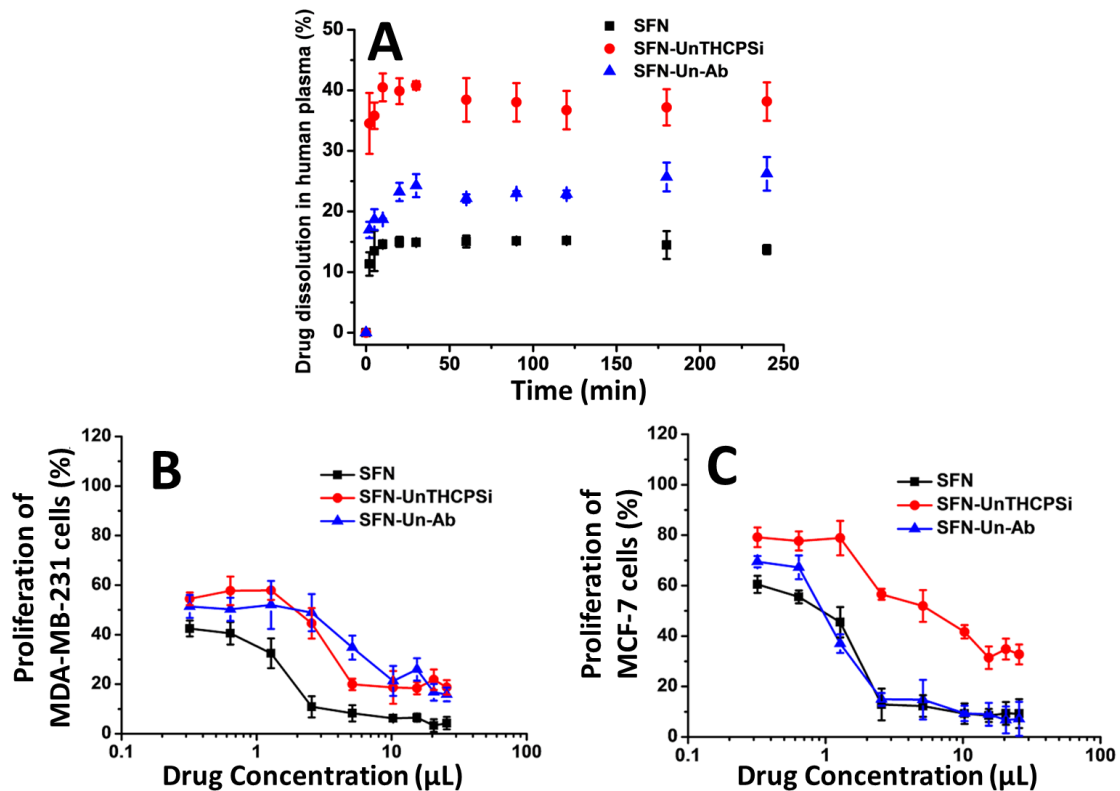 A
SFN
SFN-UnTHCPSi
SFN-Un-Ab
Drug dissolution in human plasma (%)
50
40
30
20
10
0
0 50 100 150 200 250
Time (min)
B
SFN
SFN-UnTHCPSi
SFN-Un-Ab
Proliferation of
MDA-MB-231 cells (%)
120
100
80
60
40
20
0
0.1 1 10 100
Drug Concentration (μL)
C
SFN
SFN-UnTHCPSi
SFN-Un-Ab
Proliferation of
MCF-7 cells (%)
120
100
80
60
40
20
0
0.1 1 10 100
Drug Concentration (μL)